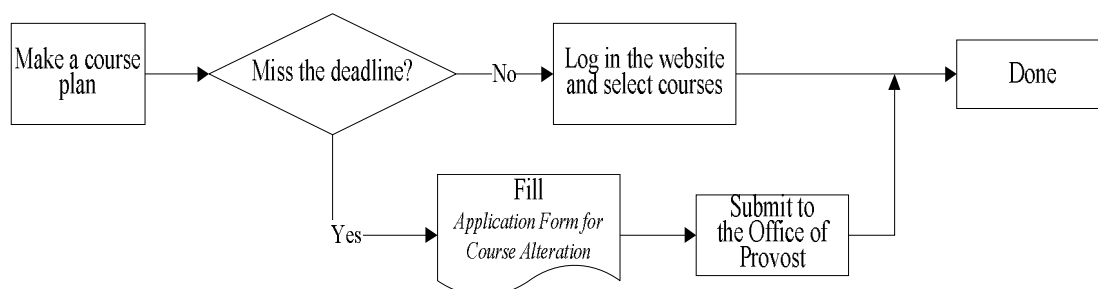 Make a course
plan
Miss the deadline?
No
Log in the website
and select courses
Done
Yes
Fill
Application Form for
Course Alteration
Submit to
the Office of
Provost